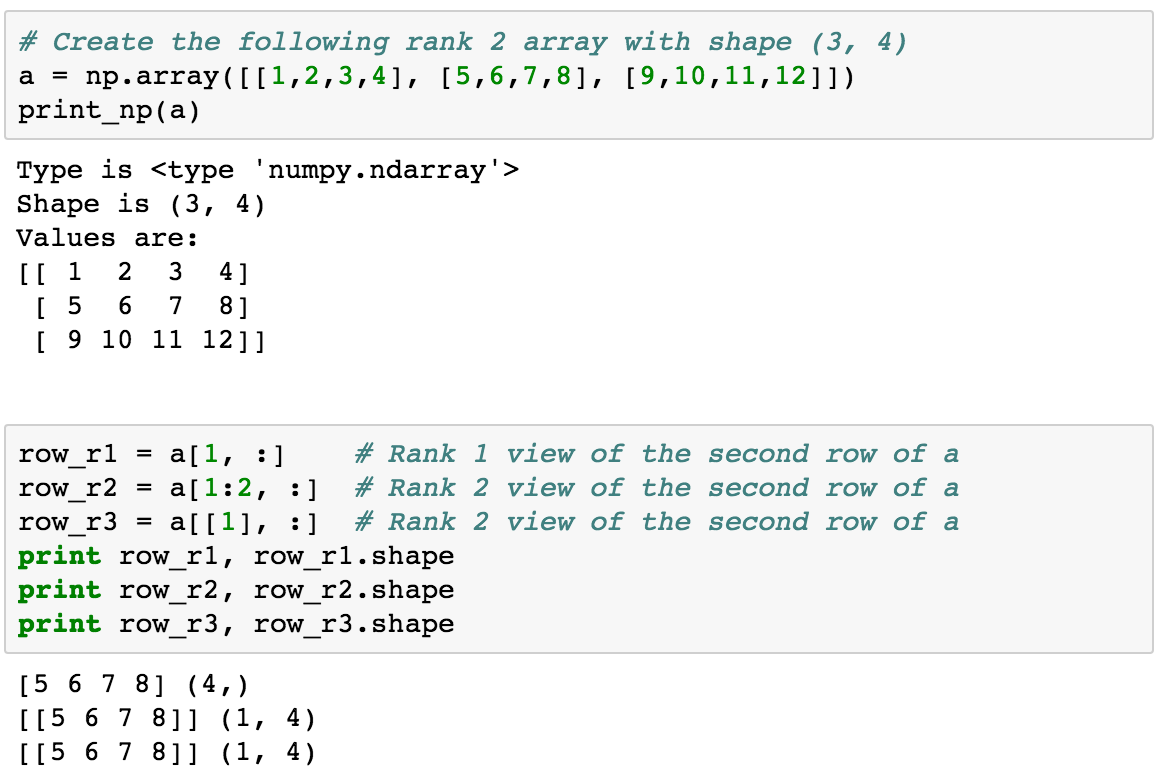 # Create the following rank 2 array with shape (3, 4)
a = np.array([[1,2,3,4], [5,6,7,8], [9,10,11,12]])
print_np(a)
Type is <type 'numpy.ndarray'>
Shape is (3, 4)
Values are:
[[ 1  2  3  4]
 [ 5  6  7  8]
 [ 9 10 11 12]]
row_r1 = a[1, :]    # Rank 1 view of the second row of a
row_r2 = a[1:2, :]  # Rank 2 view of the second row of a
row_r3 = a[[1], :]  # Rank 2 view of the second row of a
print row_r1, row_r1.shape
print row_r2, row_r2.shape
print row_r3, row_r3.shape
[5 6 7 8] (4,)
[[5 6 7 8]] (1, 4)
[[5 6 7 8]] (1, 4)